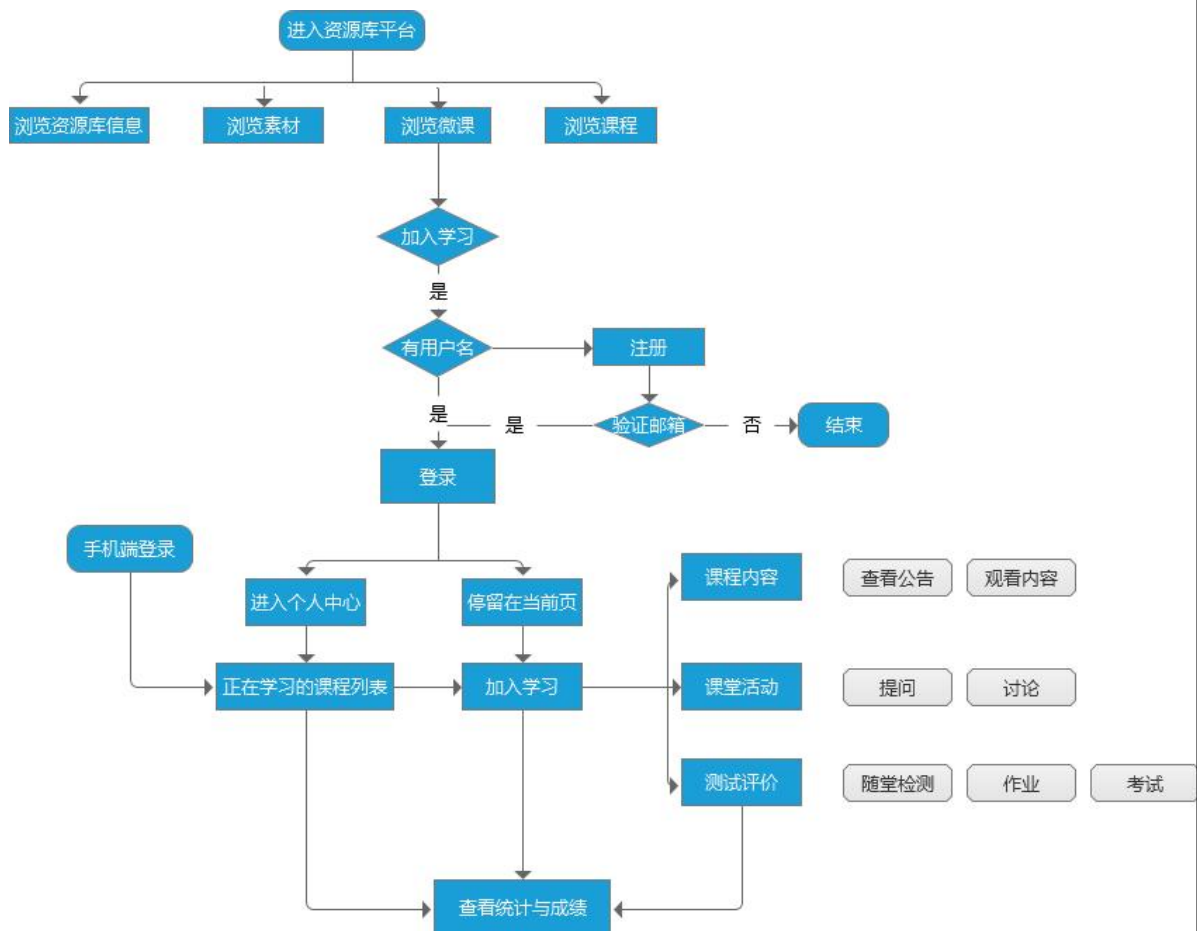 进入资源库平台
浏览资源库信息
浏览素材
浏览微课
浏览课程
加入学习
是
有用户名
注册
是
是
验证邮箱
否
结束
登录
手机端登录
进入个人中心
停留在当前页
课程内容
查看公告
观看内容
正在学习的课程列表
加入学习
课堂活动
提问
讨论
测试评价
随堂检测
作业
考试
查看统计与成绩